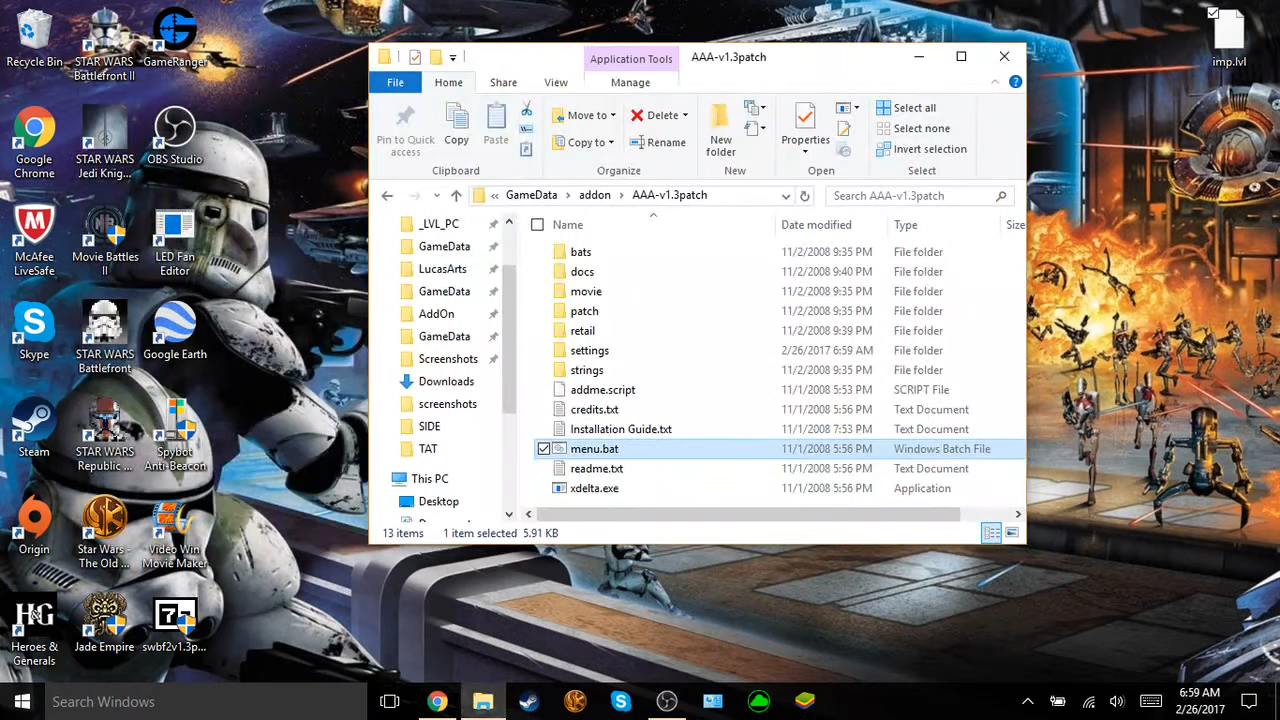 Recycle Bin
STAR WARS
Battlefront II
GameRanger
Google
Chrome
STAR WARS
Jedi Knig...
OBS Studio
McAfee
LiveSafe
Movie Battles
II
LED Fan
Editor
Skype
STAR WARS
Battlefront
Google Earth
Steam
STAR WARS
Republic ...
Spybot
Anti-Beacon
Origin
Star Wars -
The Old ...
Video Win
Movie Maker
H&G
Heroes &
Generals
Jade Empire
7z
swbf2v1.3p...
imp.lvl
Application Tools
AAA-v1.3patch
File
Home
Share
View
Manage
Pin to Quick
access
Copy
Paste
Clipboard
Move to
Copy to
Delete
Rename
Organize
New
folder
New
Properties
Open
Select all
Select none
Invert selection
Select
« GameData > addon > AAA-v1.3patch
Search AAA-v1.3patch
_LVL_PC
GameData
LucasArts
GameData
AddOn
GameData
Screenshots
Downloads
screenshots
SIDE
TAT
This PC
Desktop
Name Date modified Type Size
bats 11/2/2008 9:35 PM File folder
docs 11/2/2008 9:40 PM File folder
movie 11/2/2008 9:35 PM File folder
patch 11/2/2008 9:35 PM File folder
retail 11/2/2008 9:39 PM File folder
settings 2/26/2017 6:59 AM File folder
strings 11/2/2008 9:35 PM File folder
addme.script 11/1/2008 5:53 PM SCRIPT File
credits.txt 11/1/2008 5:56 PM Text Document
Installation Guide.txt 11/1/2008 7:53 PM Text Document
menu.bat 11/1/2008 5:56 PM Windows Batch File
readme.txt 11/1/2008 5:56 PM Text Document
xdelta.exe 11/1/2008 5:56 PM Application
13 items 1 item selected 5.91 KB
Search Windows
6:59 AM
2/26/2017